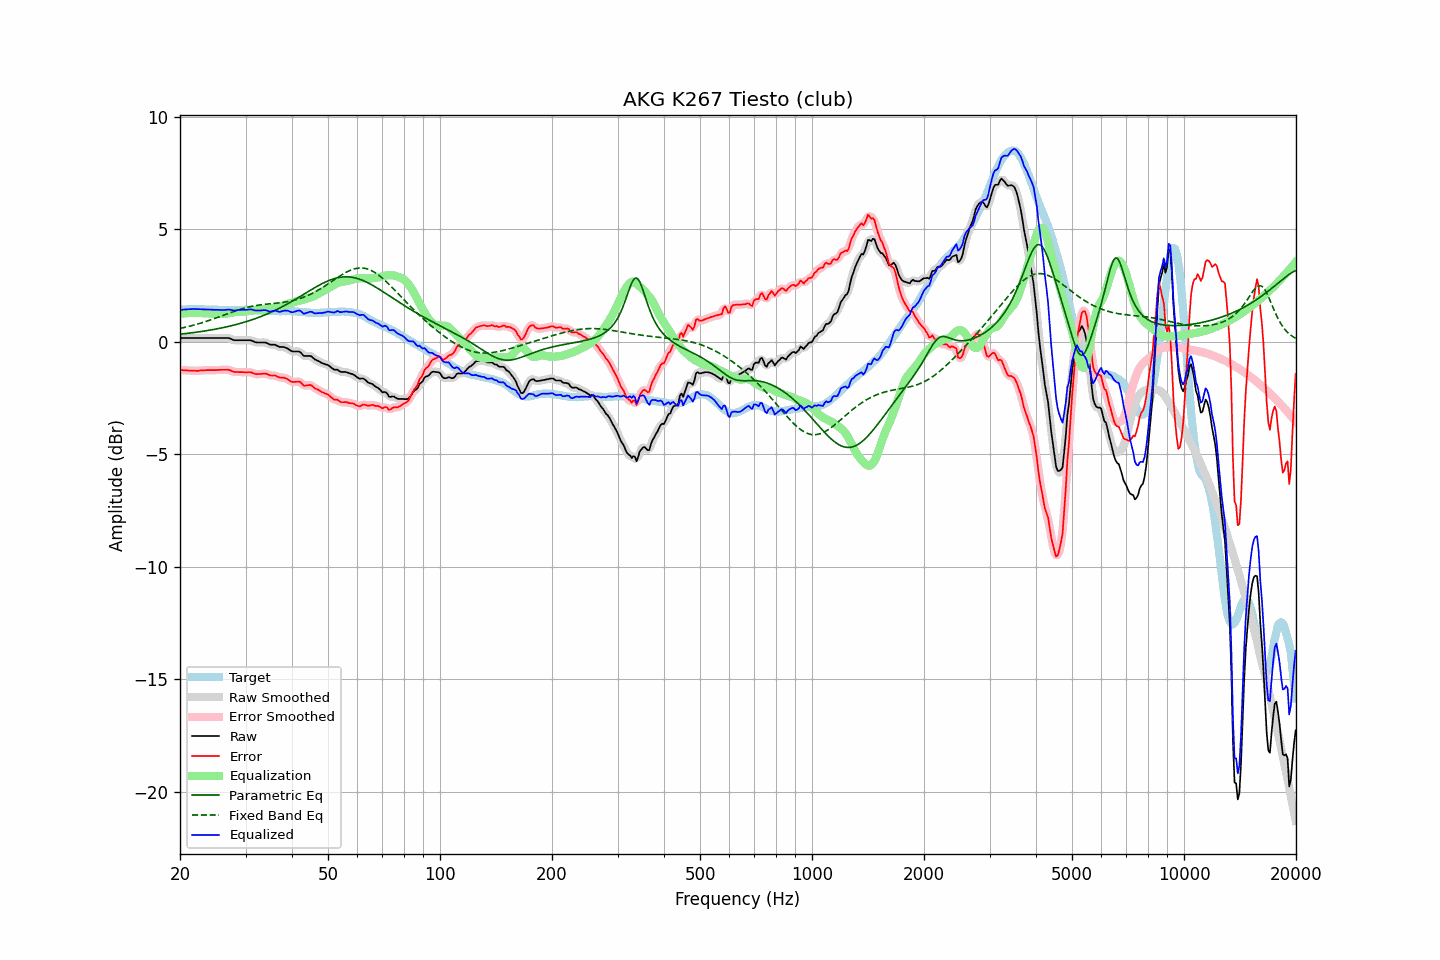 AKG K267 Tiesto (club)
10
5
0
−5
−10
−15
−20
Amplitude (dBr)
Target
Raw Smoothed
Error Smoothed
Raw
Error
Equalization
Parametric Eq
Fixed Band Eq
Equalized
20 50 100 200 500 1000 2000 5000 10000 20000
Frequency (Hz)